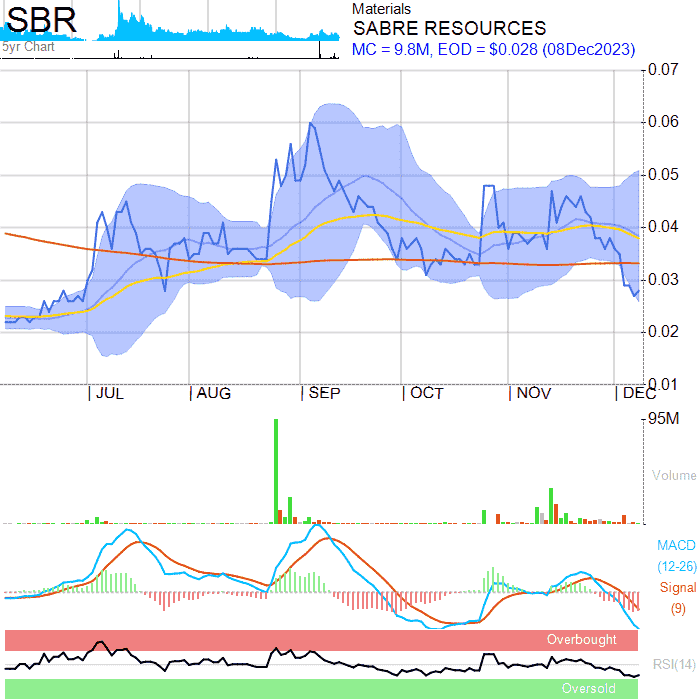 SBR
5yr Chart
Materials
SABRE RESOURCES
MC = 9.8M, EOD = $0.028 (08Dec2023)
0.07
0.06
0.05
0.04
0.03
0.02
0.01
JUL AUG SEP OCT NOV DEC
95M
Volume
MACD
(12-26)
Signal
(9)
Overbought
RSI(14)
Oversold